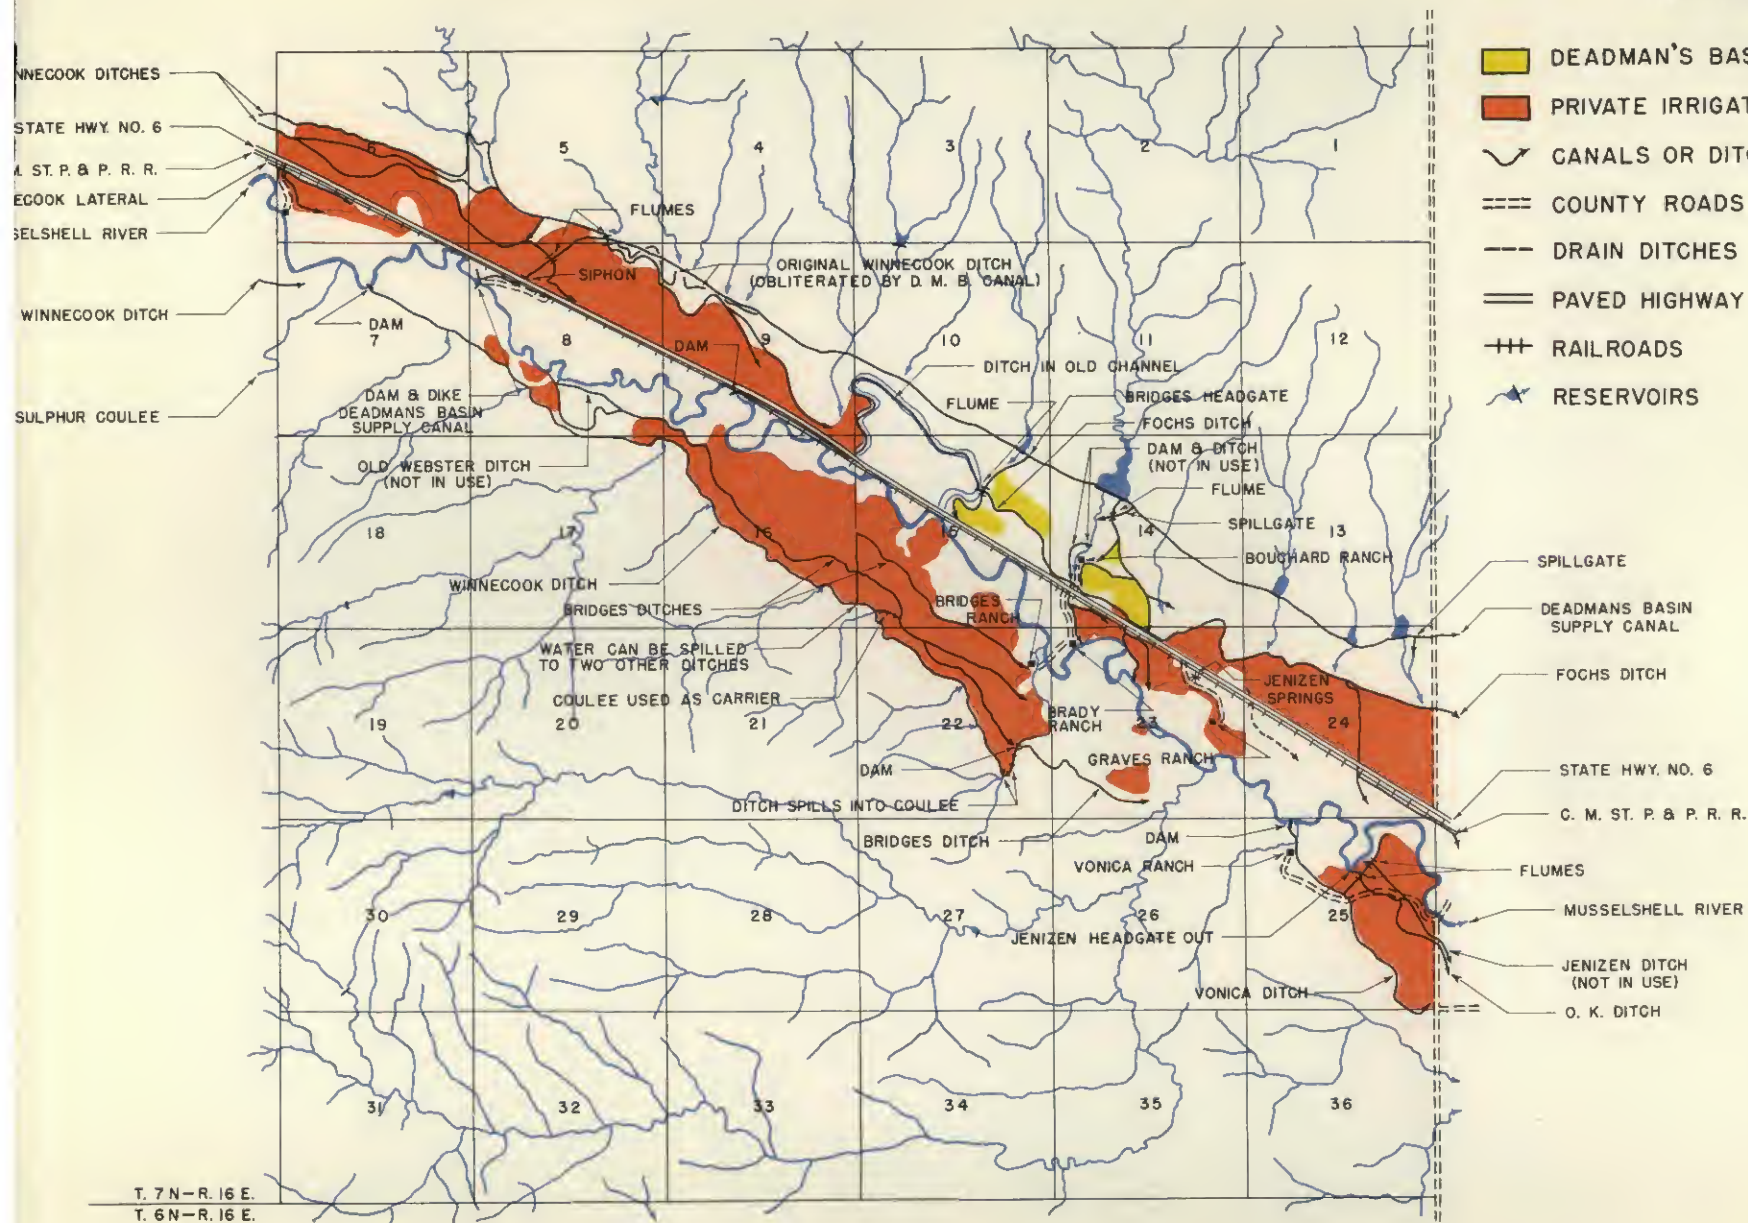 NNECOOK DITCHES
STATE HWY. NO. 6
M. ST. P. & P. R. R.
ECOOK LATERAL
SELSHELL RIVER
WINNECOOK DITCH
SULPHUR COULEE
DEADMAN'S BAS
PRIVATE IRRIGAT
CANALS OR DITC
COUNTY ROADS
DRAIN DITCHES
PAVED HIGHWAY
RAILROADS
RESERVOIRS
6
5
4
3
2
1
FLUMES
SIPHON
ORIGINAL WINNECOOK DITCH
(OBLITERATED BY D. M. B. CANAL)
DAM
7
8
DAM
9
10
11
12
DITCH IN OLD CHANNEL
DAM & DIKE
DEADMANS BASIN
SUPPLY CANAL
FLUME
BRIDGES HEADGATE
FOCHS DITCH
OLD WEBSTER DITCH
(NOT IN USE)
DAM & DITCH
(NOT IN USE)
FLUME
SPILLGATE
18
17
16
15
14
13
BOUCHARD RANCH
SPILLGATE
WINNECOOK DITCH
BRIDGES DITCHES
BRIDGES
RANCH
DEADMANS BASIN
SUPPLY CANAL
WATER CAN BE SPILLED
TO TWO OTHER DITCHES
COULEE USED AS CARRIER
JENIZEN
SPRINGS
FOCHS DITCH
19
20
21
22
BRADY
RANCH
23
24
GRAVES RANCH
DAM
STATE HWY. NO. 6
DITCH SPILLS INTO COULEE
C. M. ST. P. & P. R. R.
BRIDGES DITCH
DAM
VONICA RANCH
FLUMES
30
29
28
27
26
25
MUSSELSHELL RIVER
JENIZEN HEADGATE OUT
JENIZEN DITCH
(NOT IN USE)
VONICA DITCH
O. K. DITCH
31
32
33
34
35
36
T. 7 N-R. 16 E.
T. 6 N-R. 16 E.